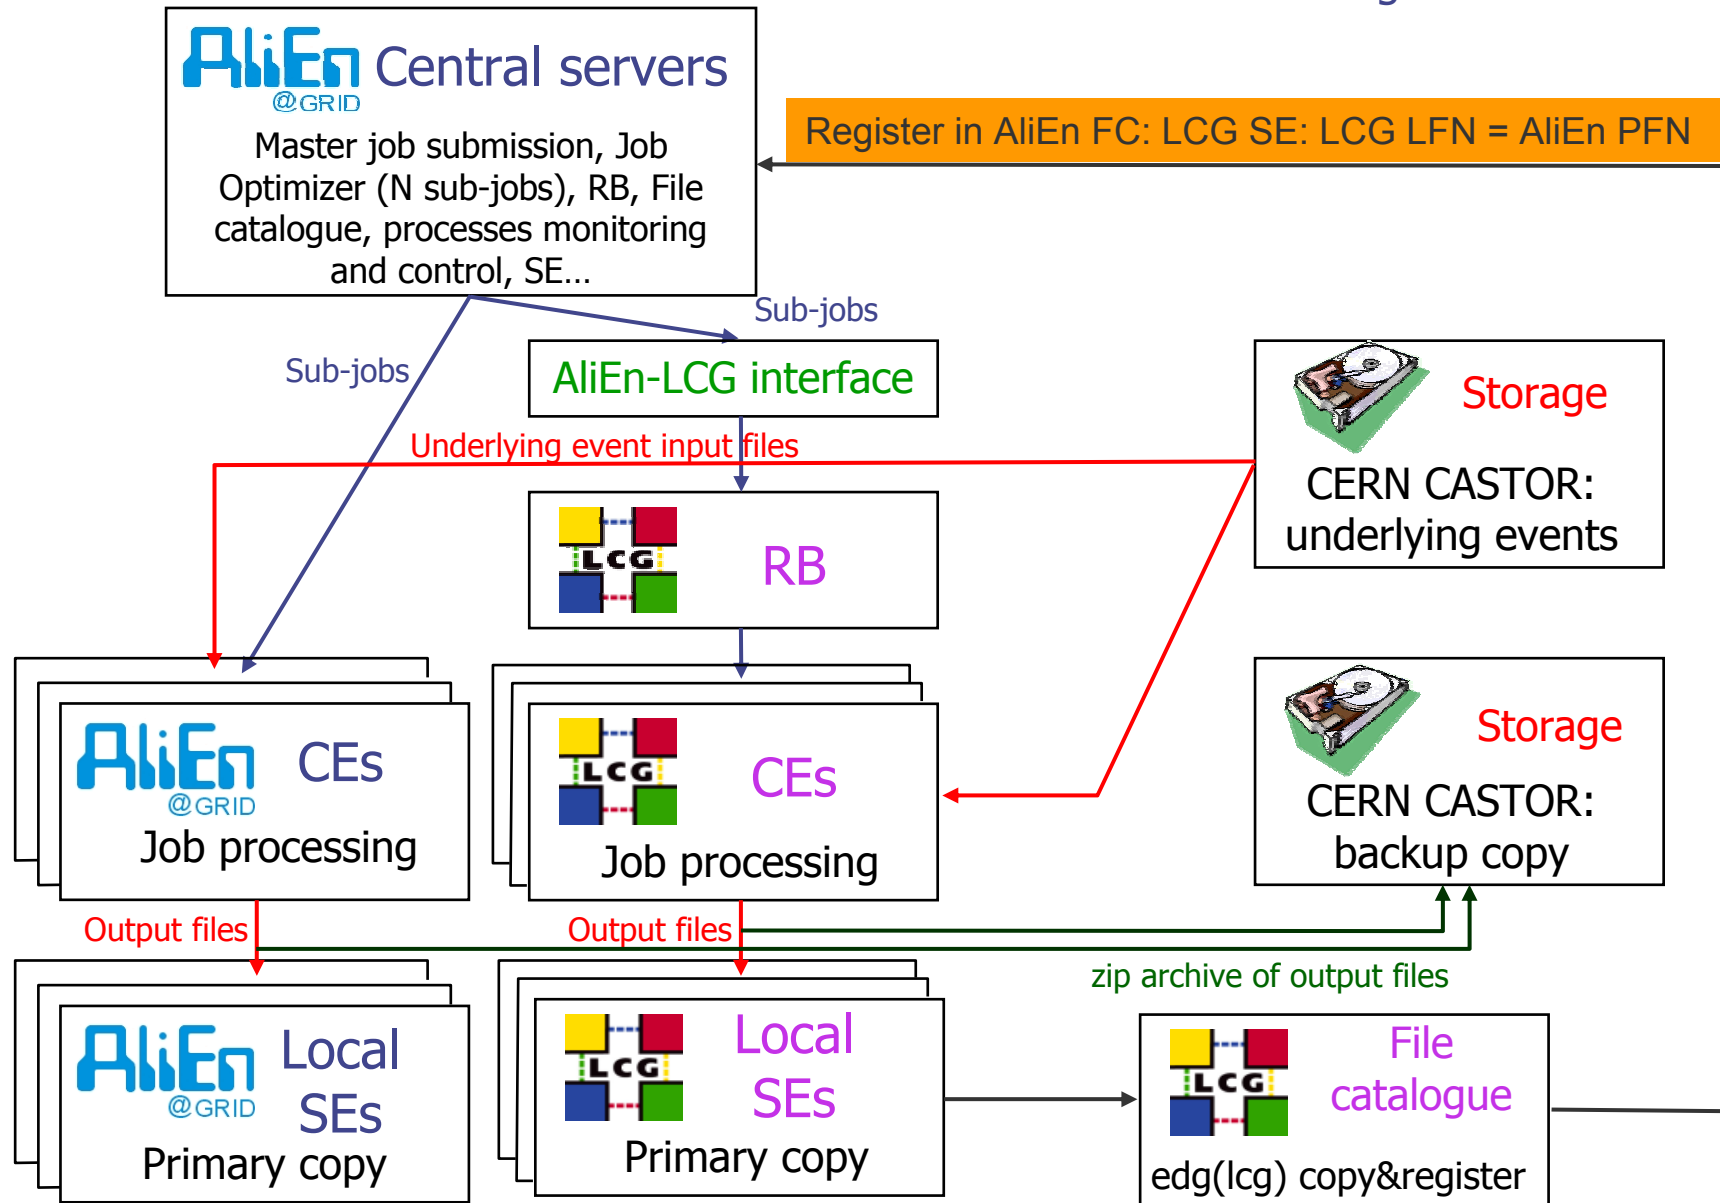 AliEn @GRID Central servers
Master job submission, Job
Optimizer (N sub-jobs), RB, File
catalogue, processes monitoring
and control, SE...
Register in AliEn FC: LCG SE: LCG LFN = AliEn PFN
Sub-jobs
Sub-jobs
AliEn-LCG interface
Underlying event input files
Storage
CERN CASTOR:
underlying events
LCG
RB
AliEn @GRID CEs
Job processing
LCG
CEs
Job processing
Storage
CERN CASTOR:
backup copy
Output files
Output files
zip archive of output files
AliEn @GRID
Local
SEs
Primary copy
LCG
Local
SEs
Primary copy
LCG
File
catalogue
edg(lcg) copy&register